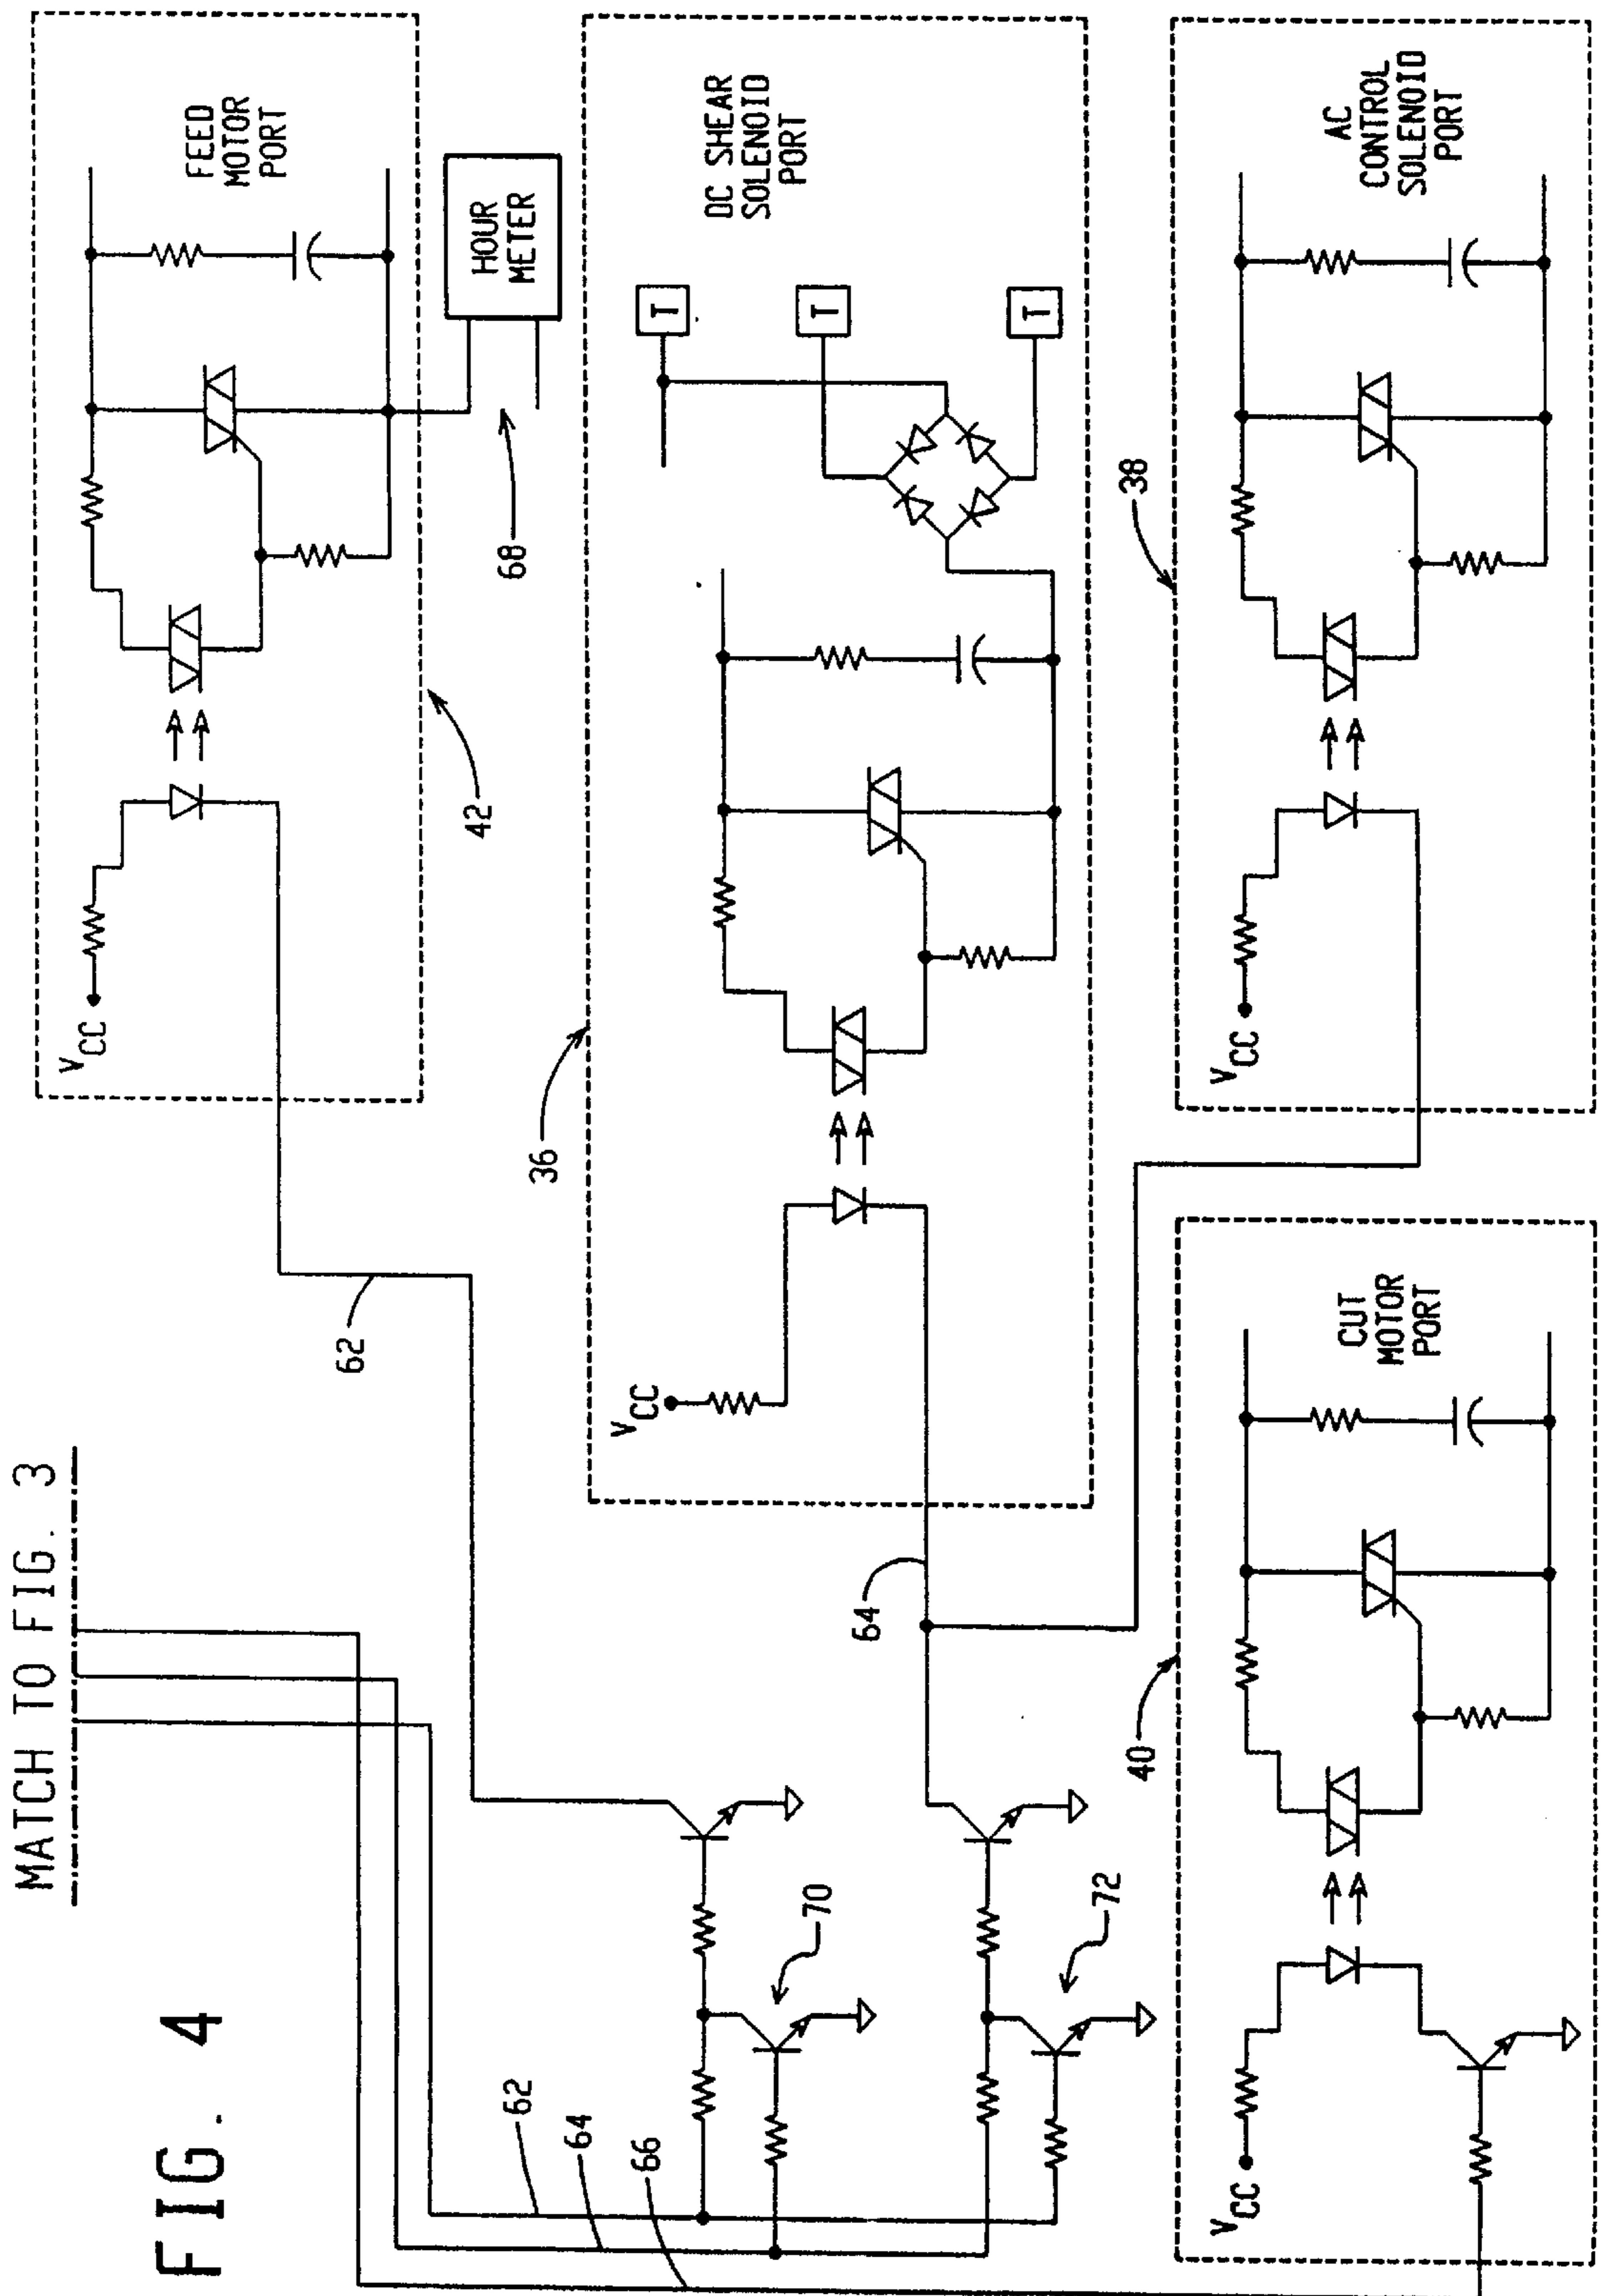 FIG. 4
MATCH TO FIG. 3
62
64
66
70
72
62
64
VCC
FEED
MOTOR
PORT
42
68
HOUR
METER
36
VCC
DC SHEAR
SOLENOID
PORT
T
T
T
38
VCC
AC
CONTROL
SOLENOID
PORT
40
VCC
CUT
MOTOR
PORT